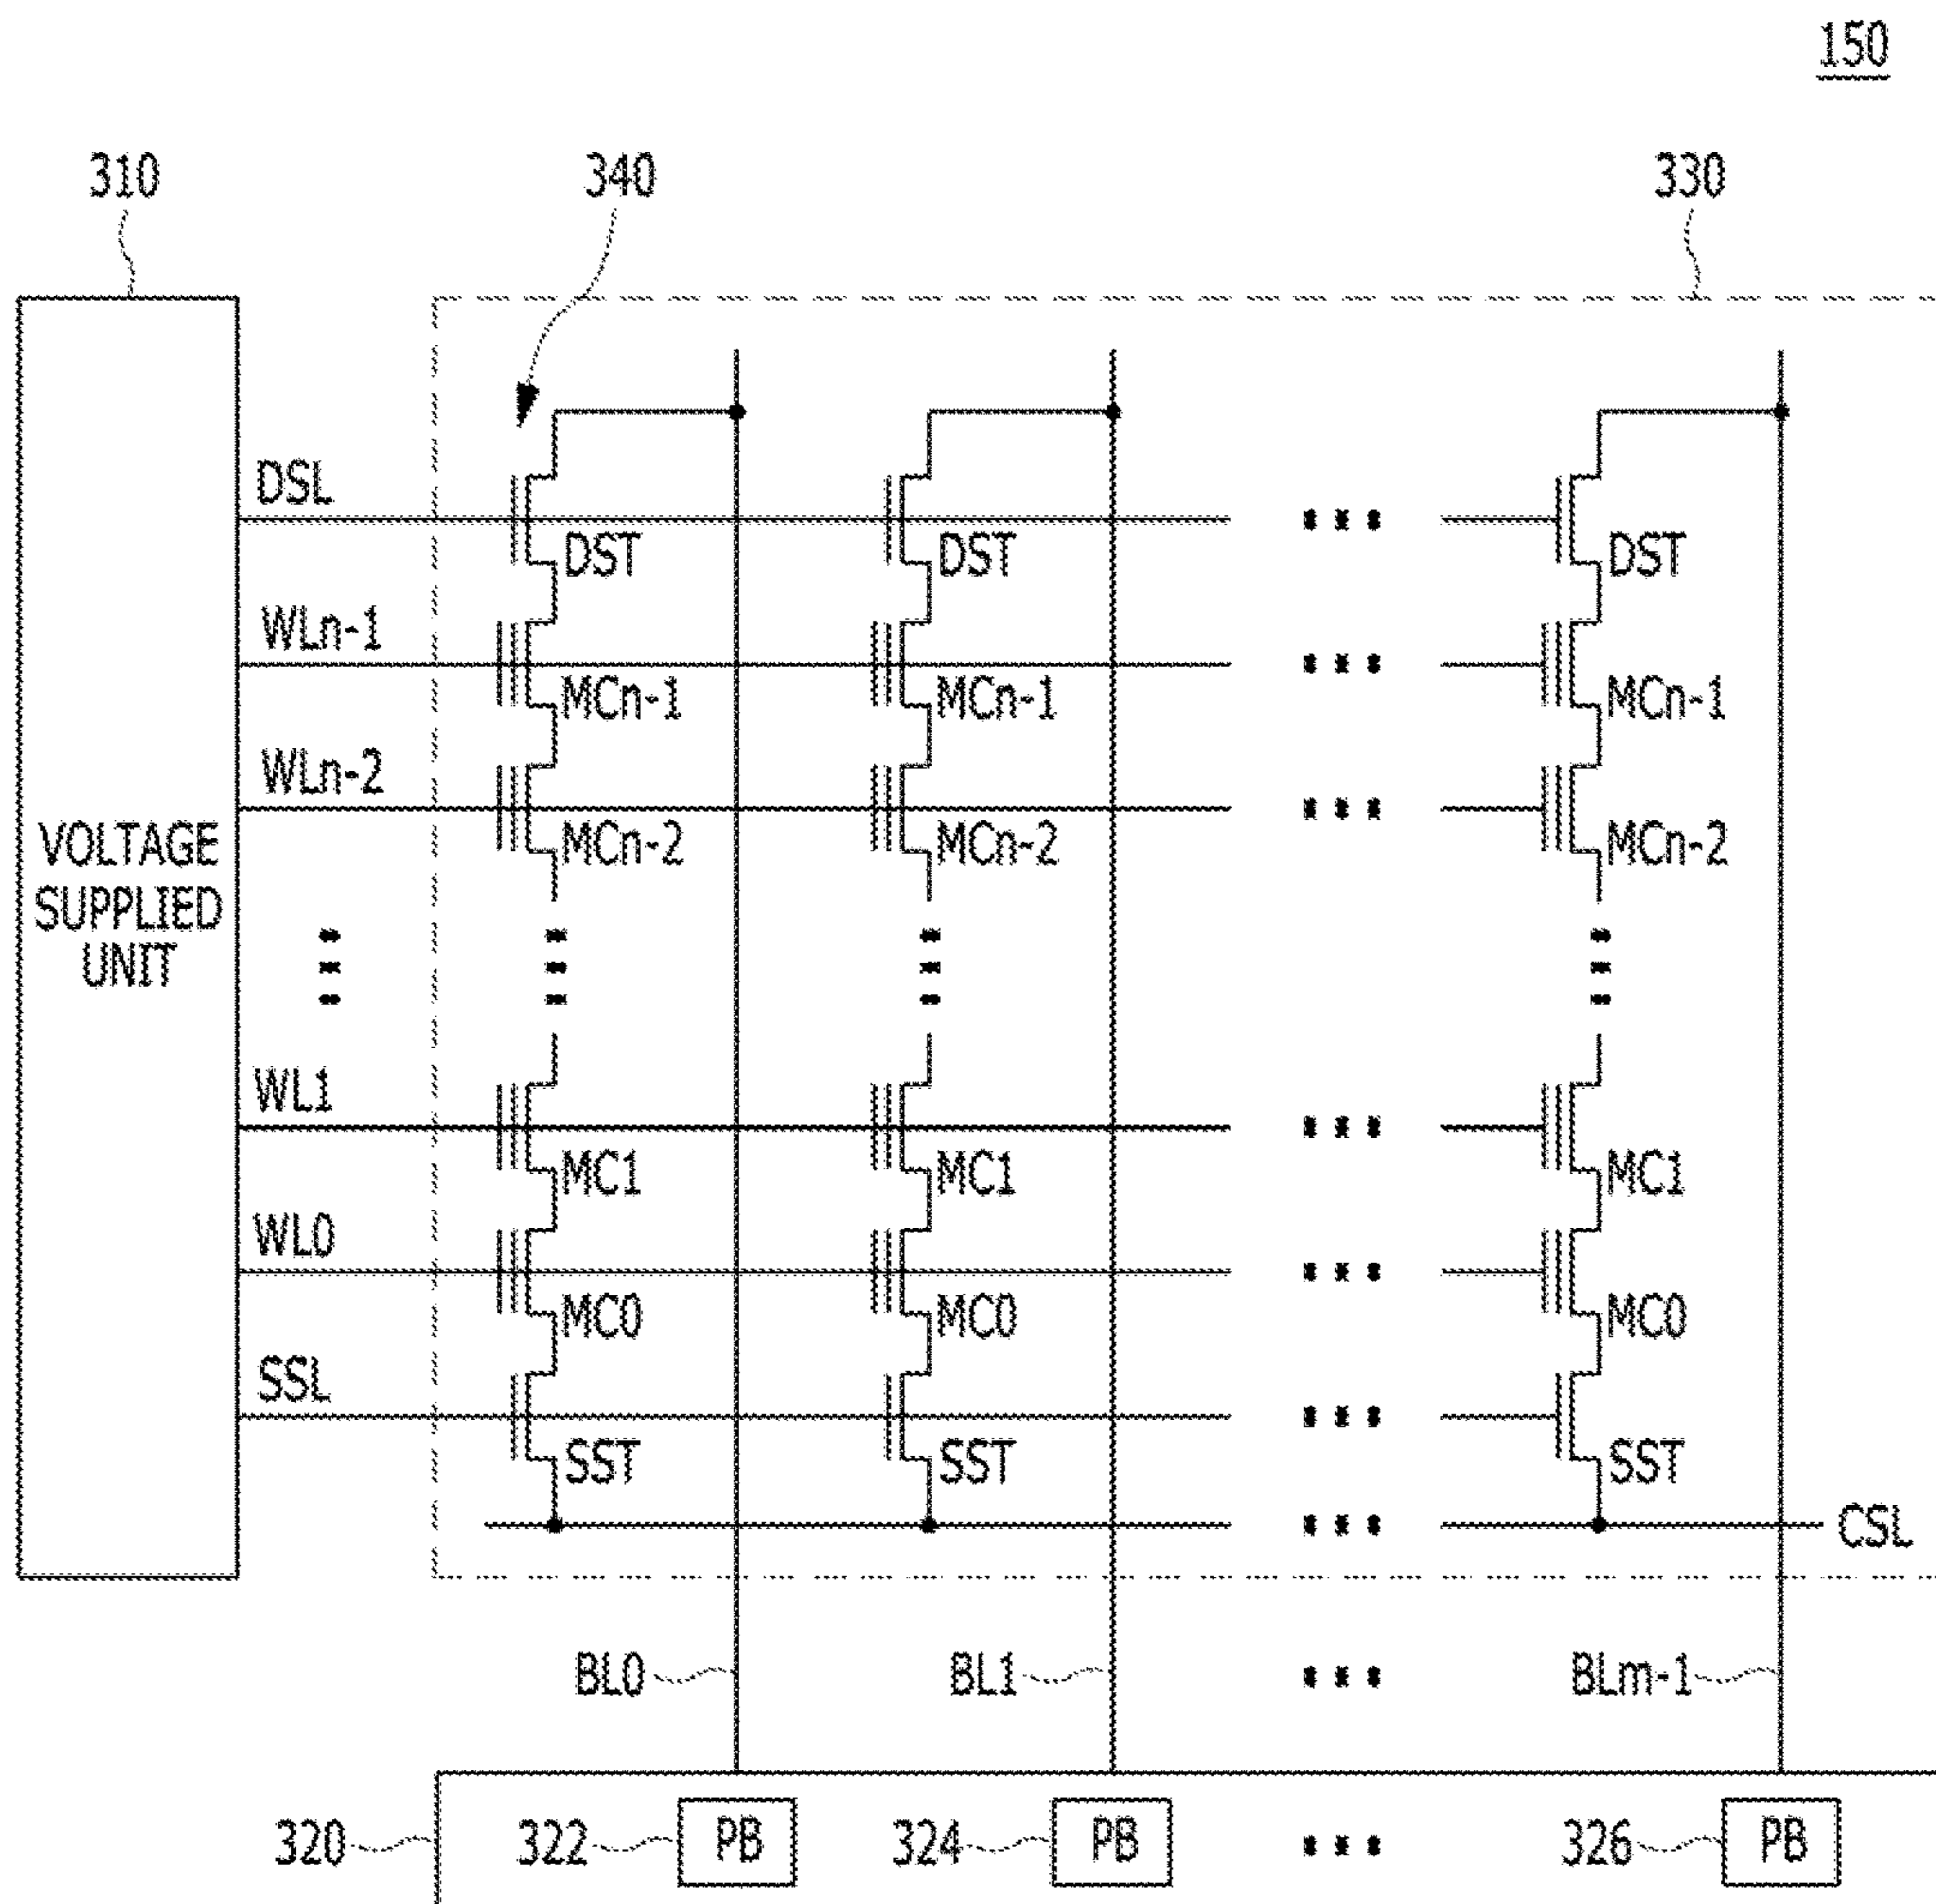 150
310 340 330
DSL
DST DST DST
WLn-1
MCn-1 MCn-1 MCn-1
WLn-2
MCn-2 MCn-2 MCn-2
VOLTAGE
SUPPLIED
UNIT
WL1
MC1 MC1 MC1
WL0
MC0 MC0 MC0
SSL
SST SST SST
CSL
BL0 BL1 BLm-1
320 322 PB 324 PB 326 PB